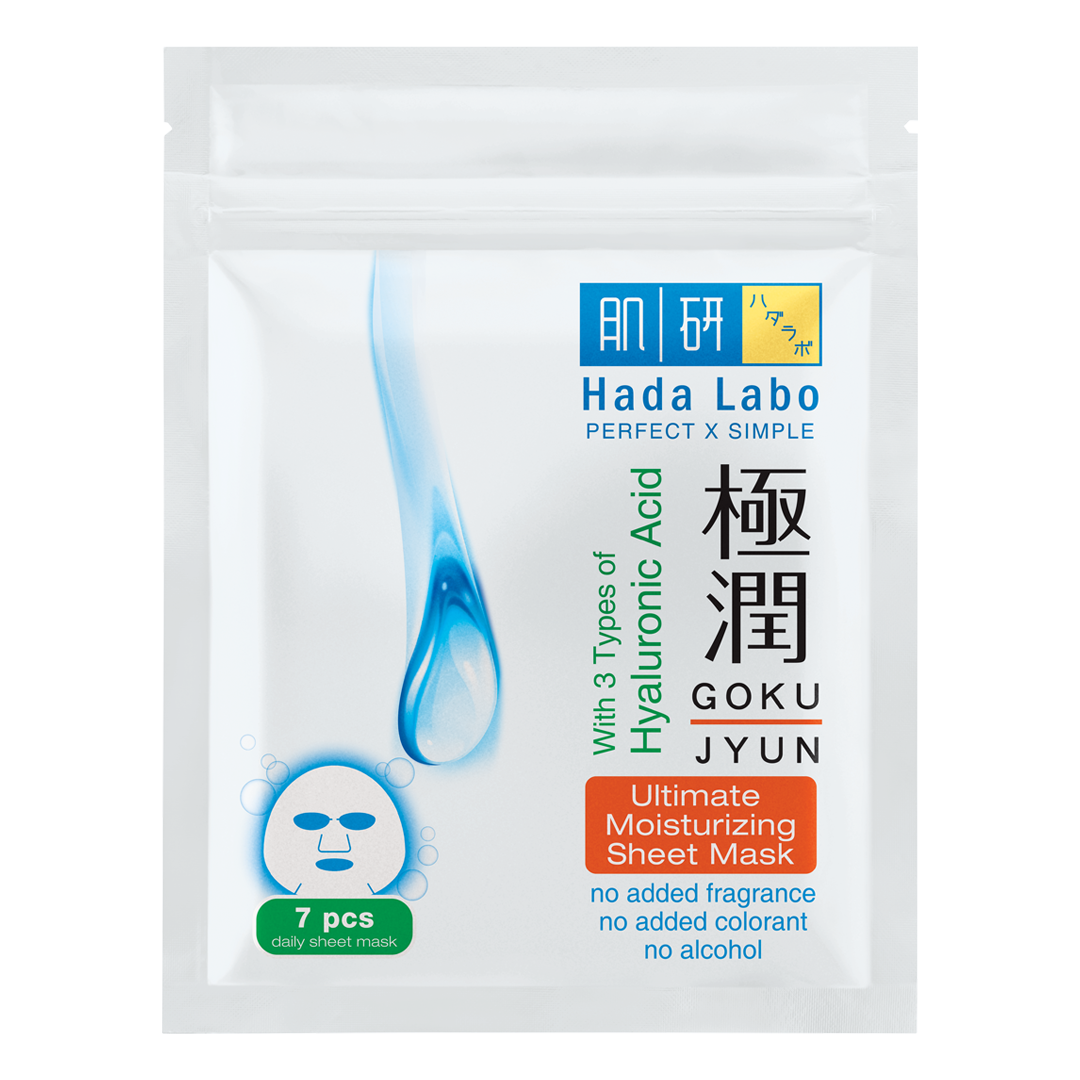 肌研
ハダラボ
Hada Labo
PERFECT X SIMPLE
With 3 Types of
Hyaluronic Acid
極潤
GOKU
JYUN
Ultimate
Moisturizing
Sheet Mask
no added fragrance
no added colorant
no alcohol
7 pcs
daily sheet mask